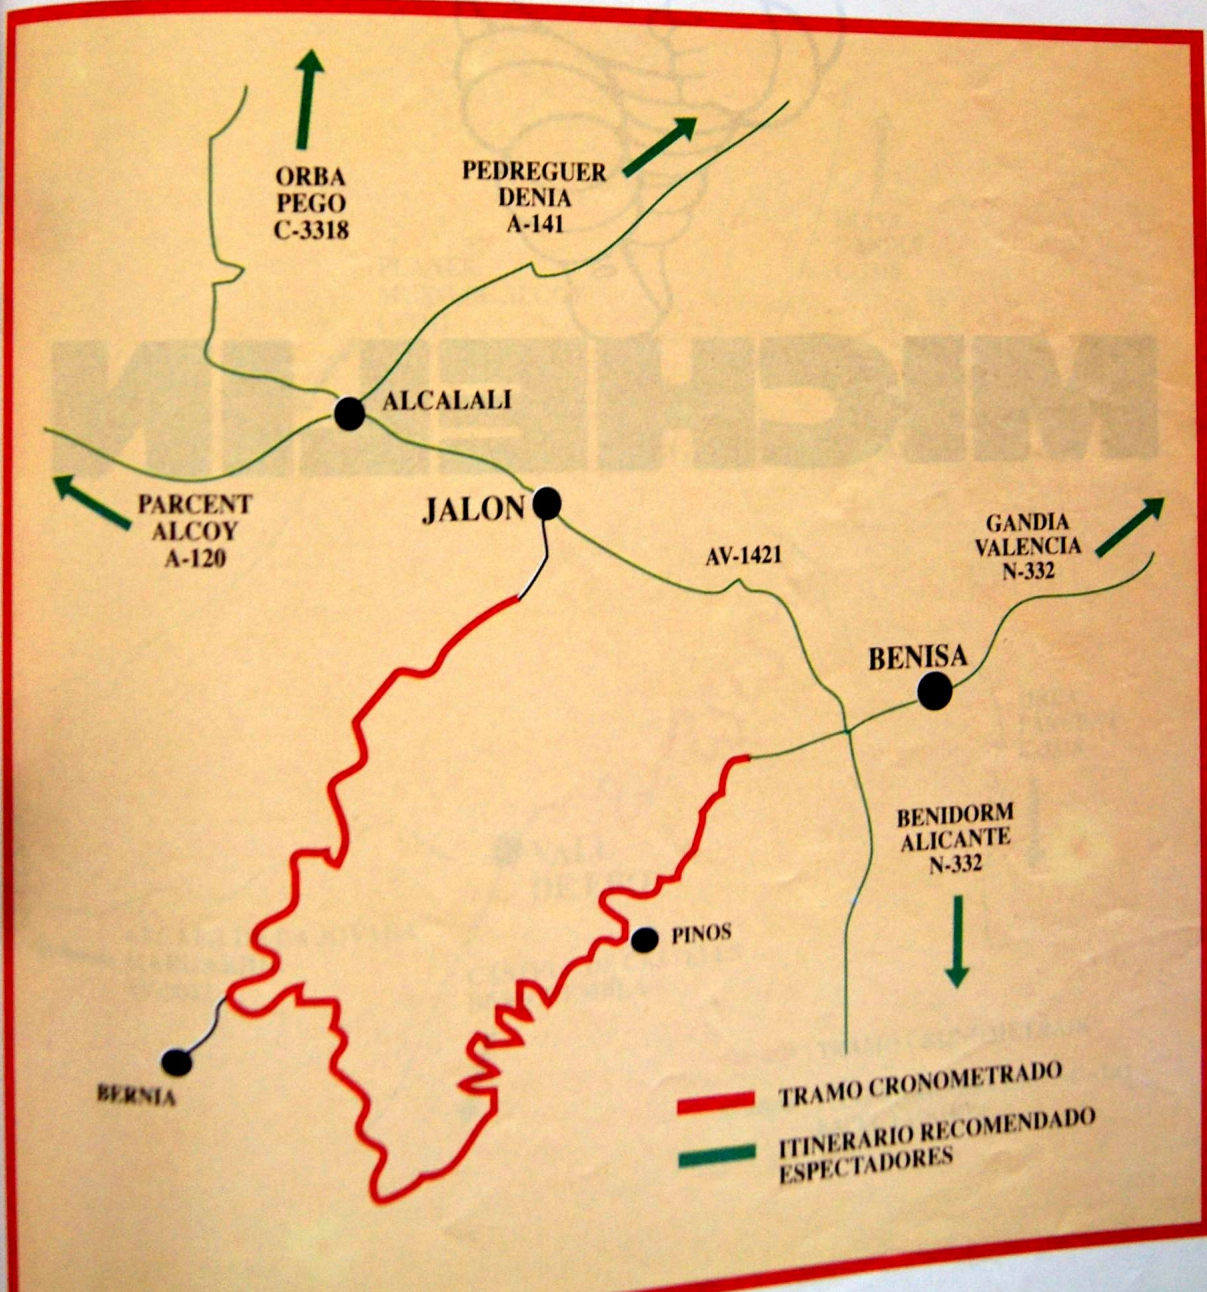 ORBA
PEGO
C-3318
PEDREGUER
DENIA
A-141
ALCALALI
PARCENT
ALCOY
A-120
JALON
AV-1421
GANDIA
VALENCIA
N-332
BENISA
BENIDORM
ALICANTE
N-332
PINOS
BERNIA
TRAMO CRONOMETRADO
ITINERARIO RECOMENDADO
ESPECTADORES
MICHELIN